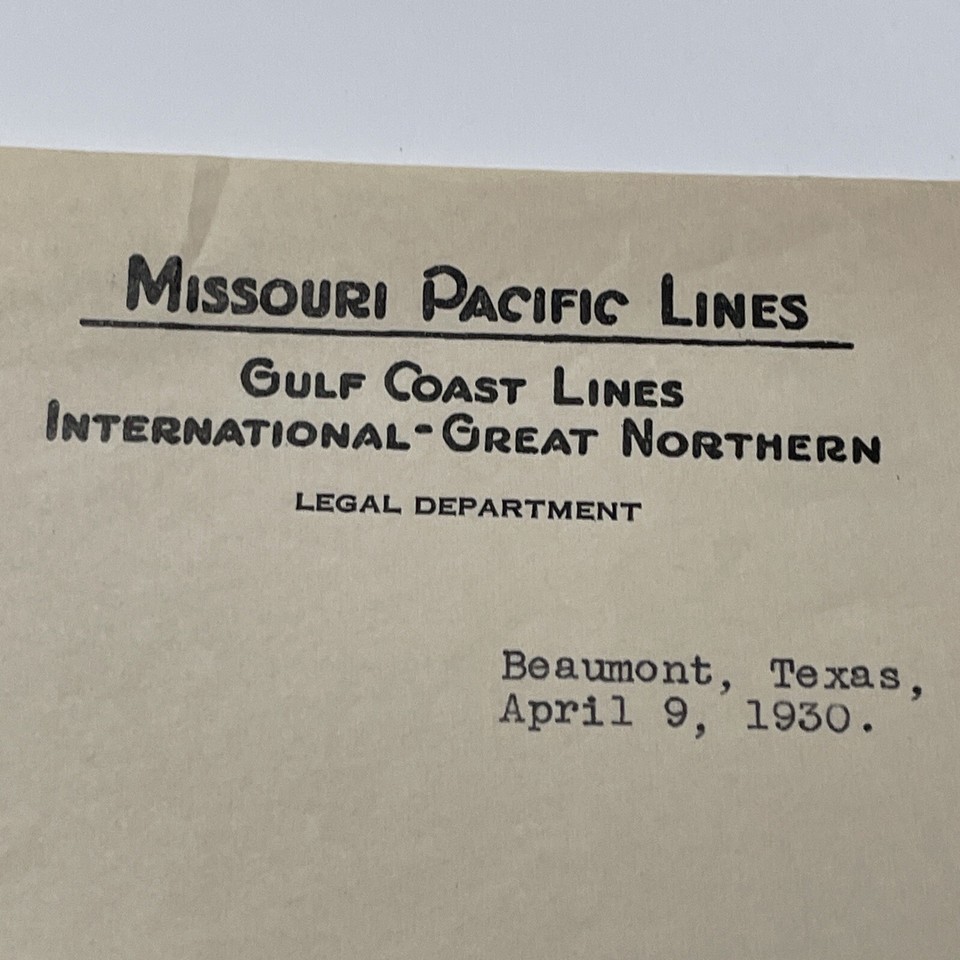 MISSOURI PACIFIC LINES
GULF COAST LINES
INTERNATIONAL-GREAT NORTHERN
LEGAL DEPARTMENT
Beaumont, Texas,
April 9, 1930.